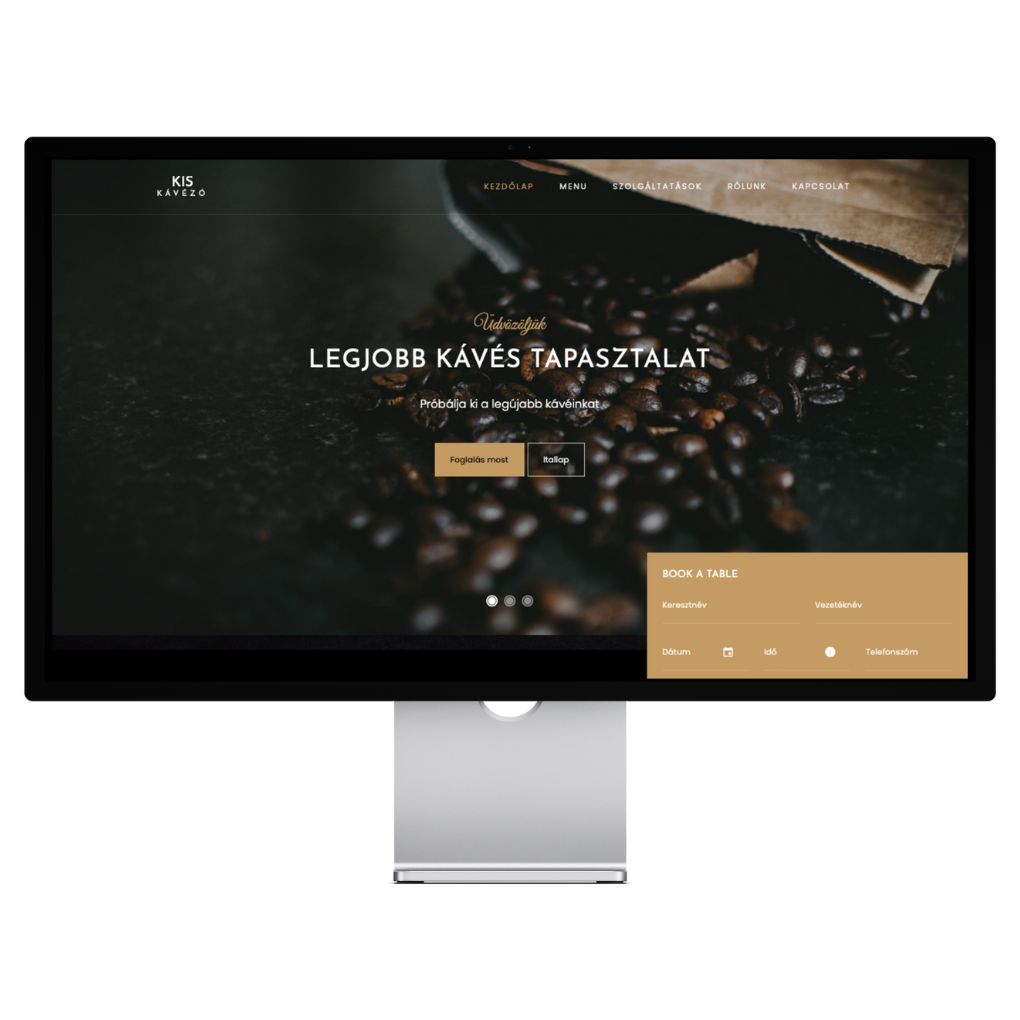 KIS
KÁVÉZÓ
KEZDŐLAP MENU SZOLGÁLTATÁSOK RÓLUNK KAPCSOLAT
Üdvözöljük
LEGJOBB KÁVÉS TAPASZTALAT
Próbálja ki a legújabb kávéinkat
Foglalás most Itallap
BOOK A TABLE
Keresztnév Vezetéknév
Dátum Idő Telefonszám